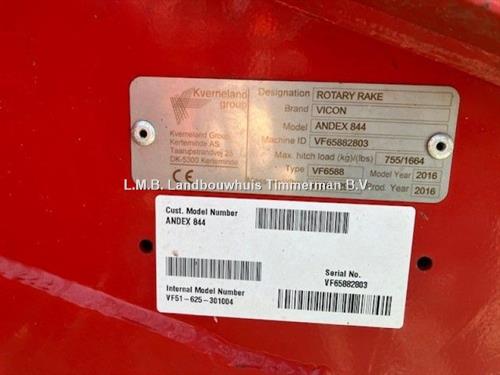 Kverneland
group
Kverneland Group
Kerteminde AS
Taarupstrandvej 25
DK-5300 Kerteminde
CE
Designation ROTARY RAKE
Brand VICON
Model ANDEX 844
Machine ID VF65882803
Max. hitch load (kg)/(lbs) 755/1664
Type VF6588 Model Year 2016
Prod. Year 2016
L.M.B. Landbouwhuis Timmerman B.V.
Cust. Model Number
ANDEX 844
Serial No.
VF65882803
Internal Model Number
VF51-625-301004